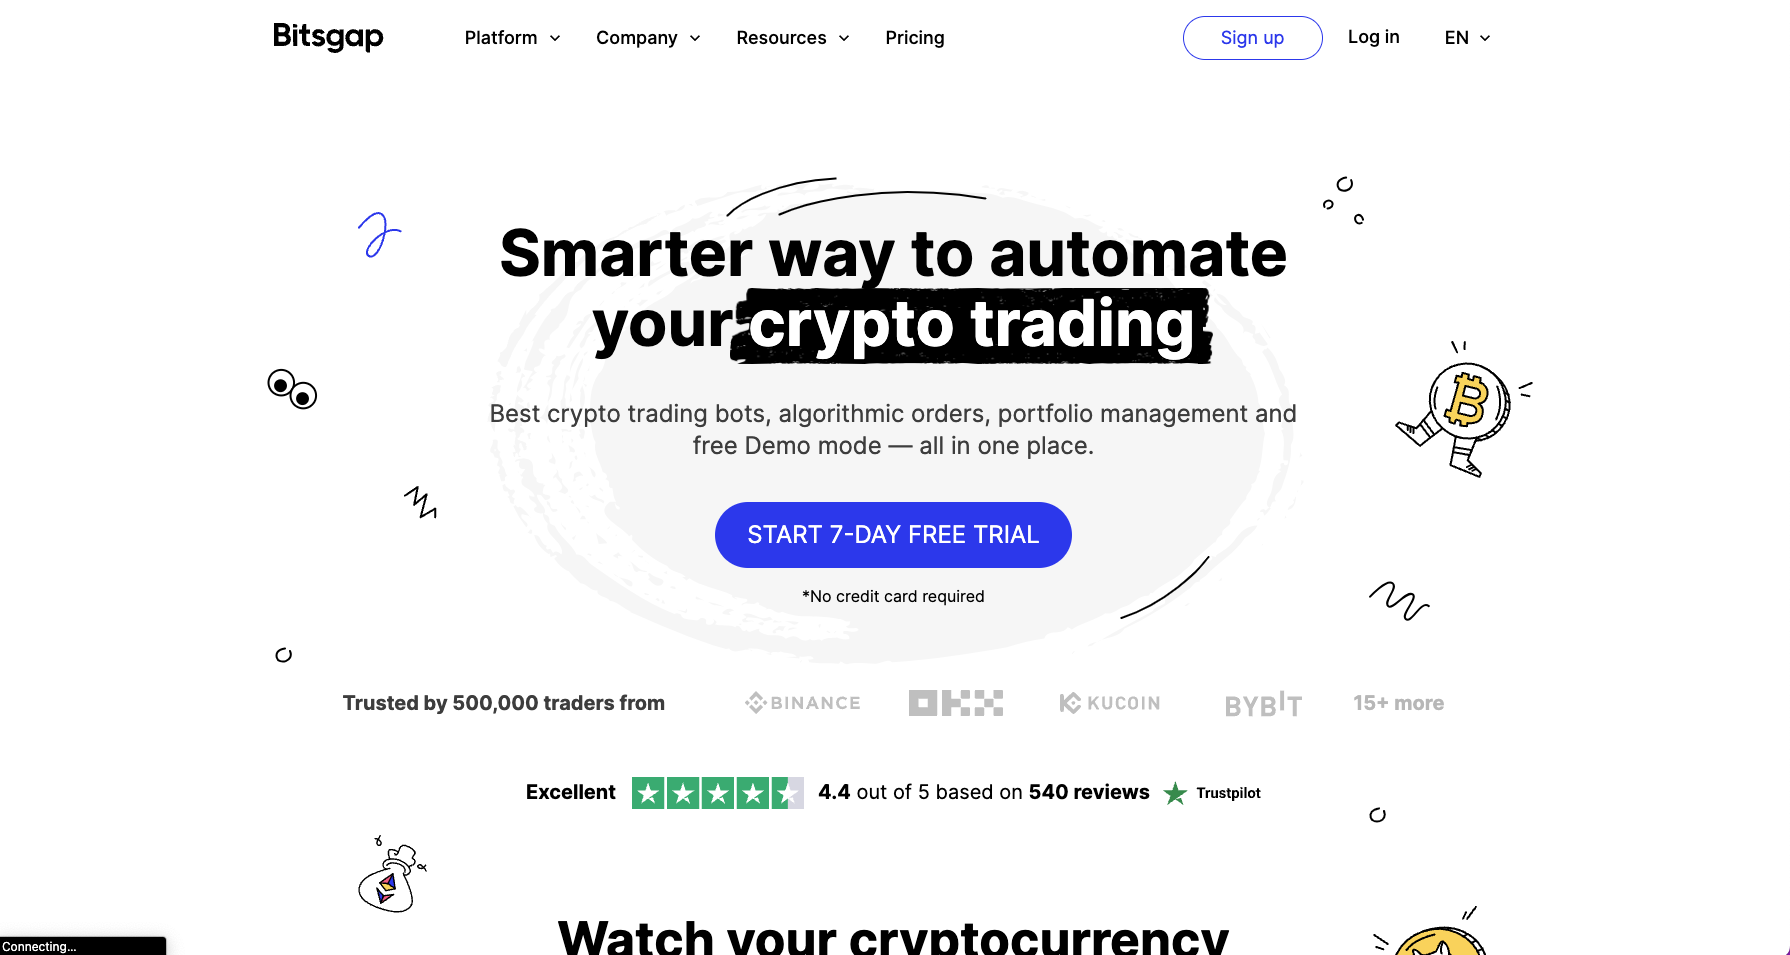 Bitsgap
Platform
Company
Resources
Pricing
Sign up
Log in
EN
Smarter way to automate
your crypto trading
Best crypto trading bots, algorithmic orders, portfolio management and
free Demo mode — all in one place.
START 7-DAY FREE TRIAL
*No credit card required
Trusted by 500,000 traders from
BINANCE
OKX
KUCOIN
BYBIT
15+ more
Excellent
4.4 out of 5 based on 540 reviews
Trustpilot
Watch your cryptocurrency
Connecting...